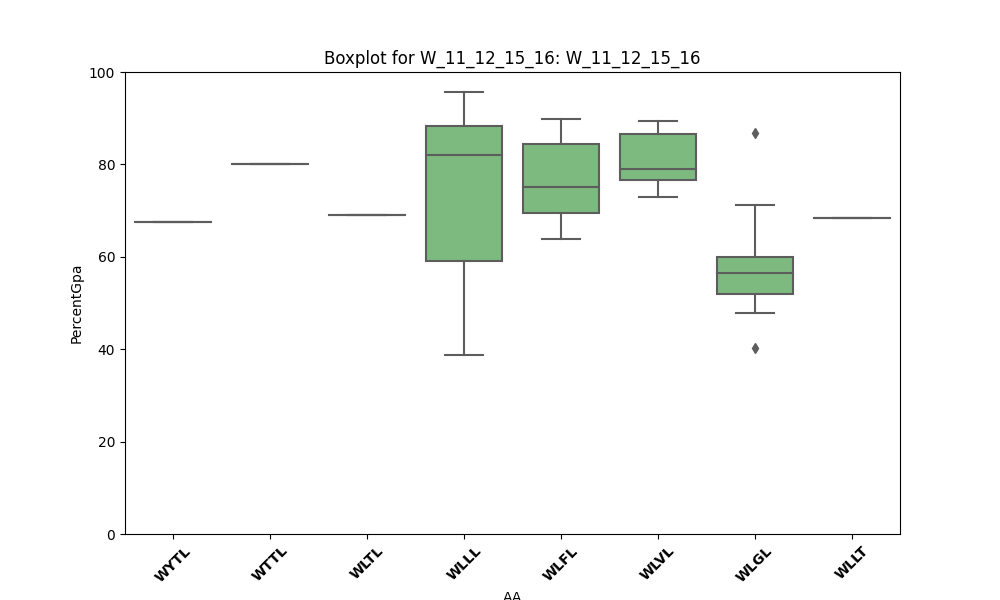 Boxplot for W_11_12_15_16: W_11_12_15_16
100
80
60
40
20
0
PercentGpa
WYTL
WTTL
WLTL
WLLL
WLFL
WLVL
WLGL
WLLT
AA